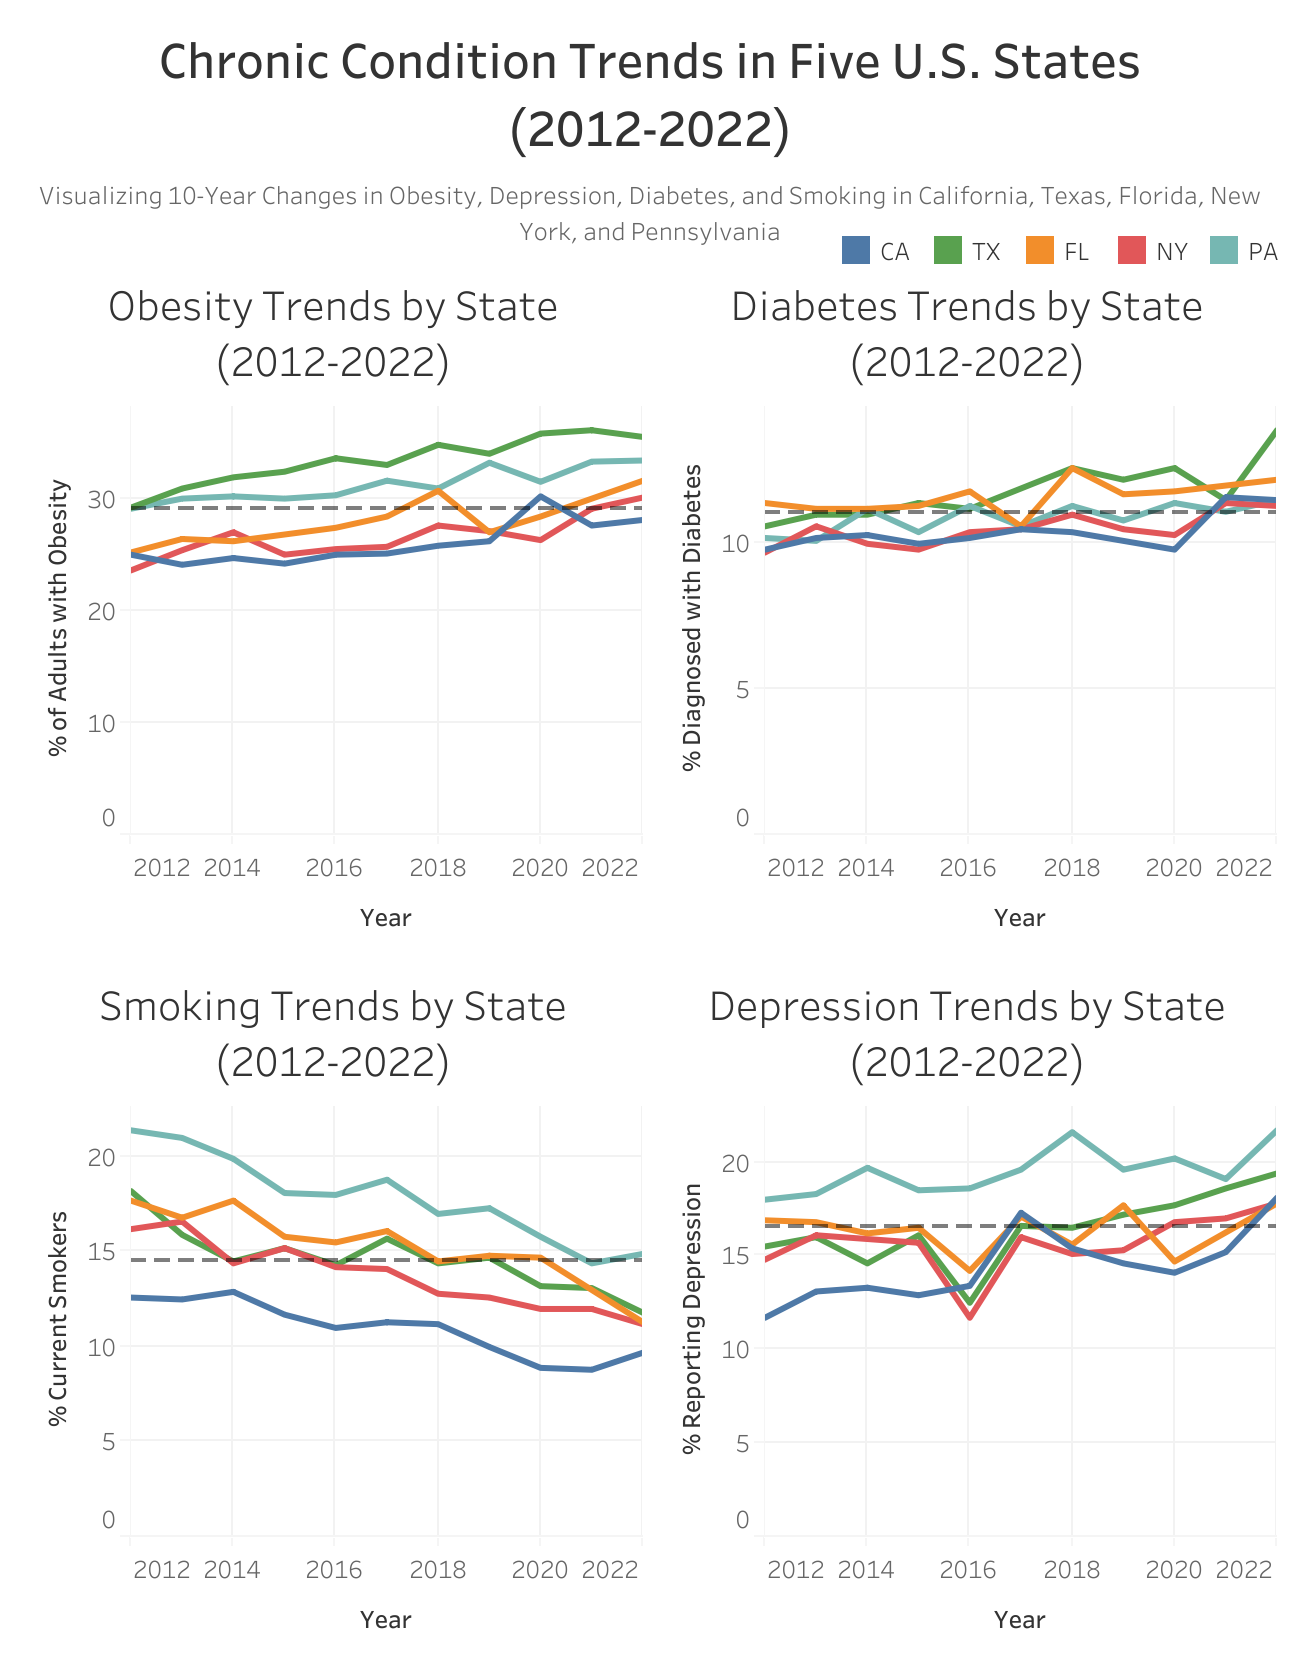 Chronic Condition Trends in Five U.S. States
(2012-2022)
Visualizing 10-Year Changes in Obesity, Depression, Diabetes, and Smoking in California, Texas, Florida, New
York, and Pennsylvania
CA TX FL NY PA
Obesity Trends by State
(2012-2022)
% of Adults with Obesity
30
20
10
0
2012 2014 2016 2018 2020 2022
Year
Diabetes Trends by State
(2012-2022)
% Diagnosed with Diabetes
10
5
0
2012 2014 2016 2018 2020 2022
Year
Smoking Trends by State
(2012-2022)
% Current Smokers
20
15
10
5
0
2012 2014 2016 2018 2020 2022
Year
Depression Trends by State
(2012-2022)
% Reporting Depression
20
15
10
5
0
2012 2014 2016 2018 2020 2022
Year